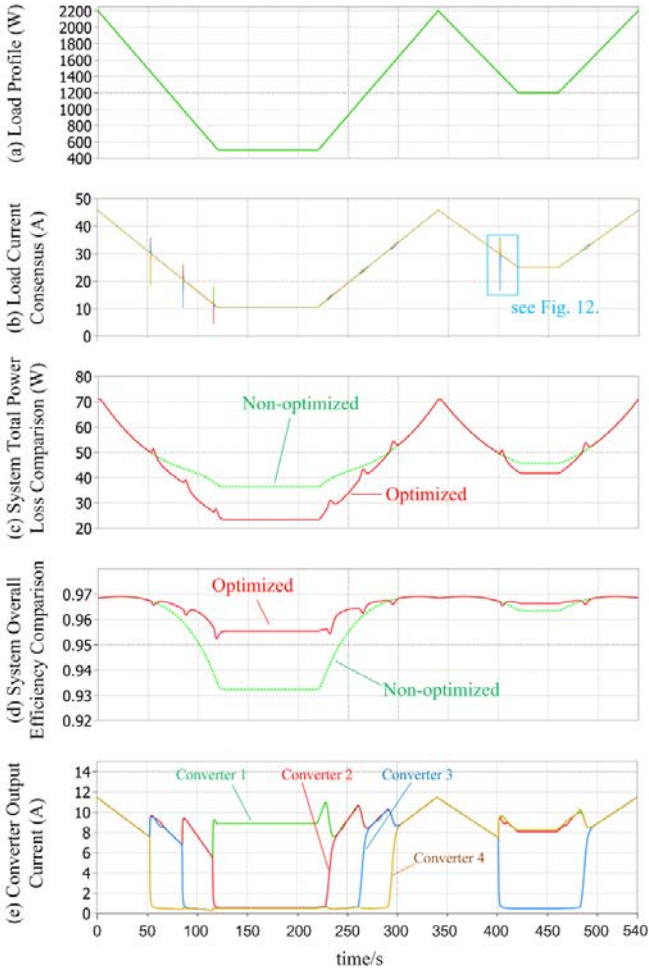 (a) Load Profile (W)
2200
2000
1800
1600
1400
1200
1000
800
600
400
(b) Load Current
Consensus (A)
50
40
30
20
10
0
see Fig. 12.
(c) System Total Power
Loss Comparison (W)
80
70
60
50
40
30
20
Non-optimized
Optimized
(d) System Overall
Efficiency Comparison
0.97
0.96
0.95
0.94
0.93
0.92
Optimized
Non-optimized
(e) Converter Output
Current (A)
14
12
10
8
6
4
2
0
Converter 1
Converter 2
Converter 3
Converter 4
0 50 100 150 200 250 300 350 400 450 500 540
time/s